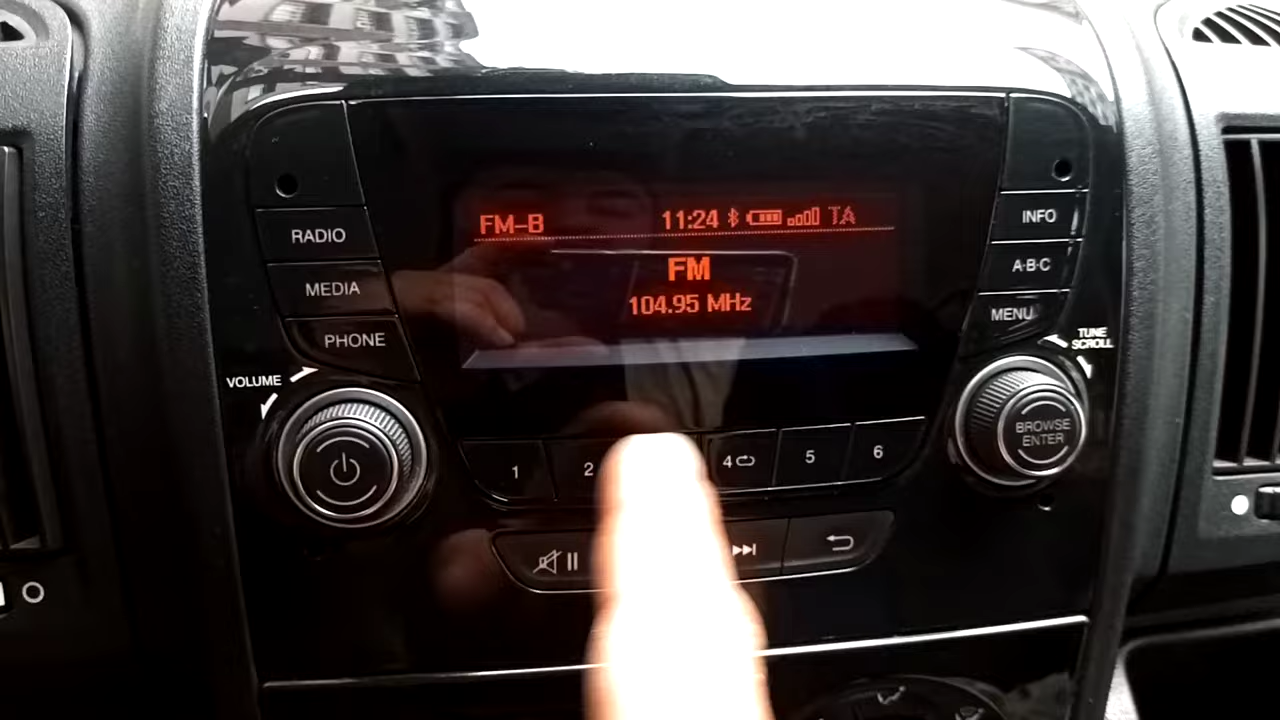 FM-B 11:24 TA
FM
104.95 MHz
RADIO
MEDIA
PHONE
VOLUME
INFO
A·B·C
MENU
TUNE
SCROLL
BROWSE
ENTER
1 2 4 5 6